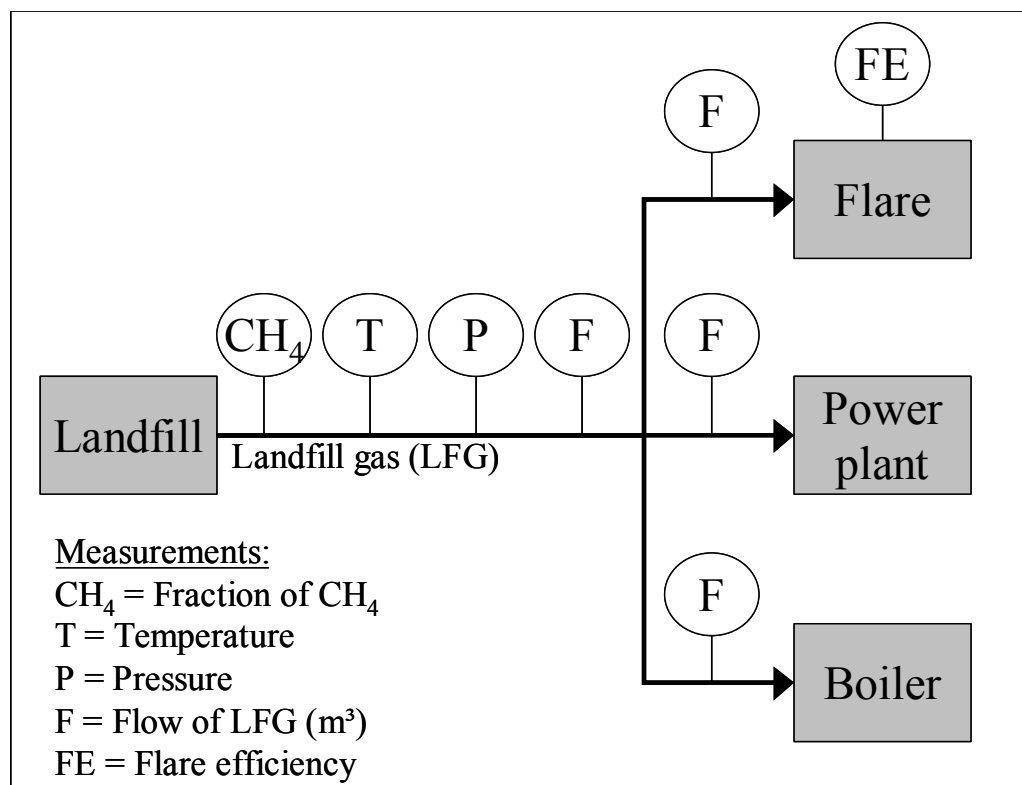 FE
F
Flare
CH₄ T P F F
Landfill
Landfill gas (LFG)
Power
plant
Measurements:
CH₄ = Fraction of CH₄
T = Temperature
P = Pressure
F = Flow of LFG (m³)
FE = Flare efficiency
F
Boiler